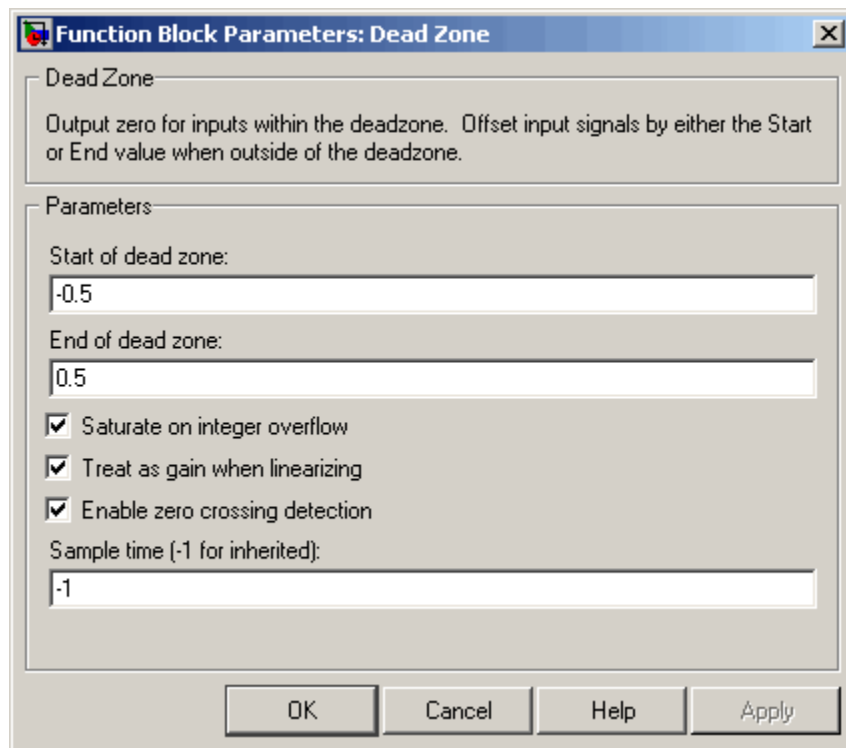 Function Block Parameters: Dead Zone
Dead Zone
Output zero for inputs within the deadzone.  Offset input signals by either the Start
or End value when outside of the deadzone.
Parameters
Start of dead zone:
-0.5
End of dead zone:
0.5
Saturate on integer overflow
Treat as gain when linearizing
Enable zero crossing detection
Sample time (-1 for inherited):
-1
OK Cancel Help Apply